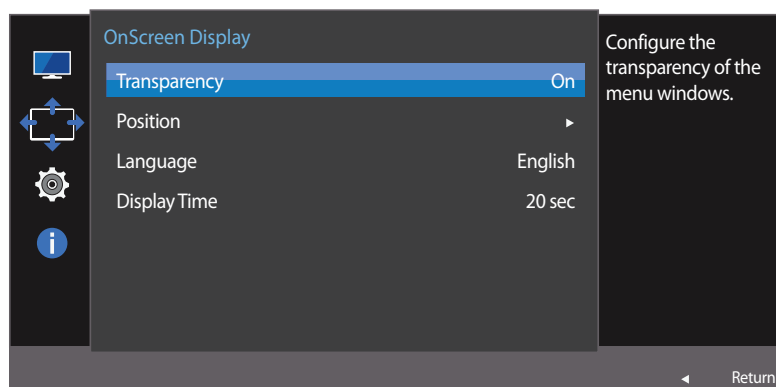 OnScreen Display
Transparency On
Position ▸
Language English
Display Time 20 sec
Configure the
transparency of the
menu windows.
◂ Return